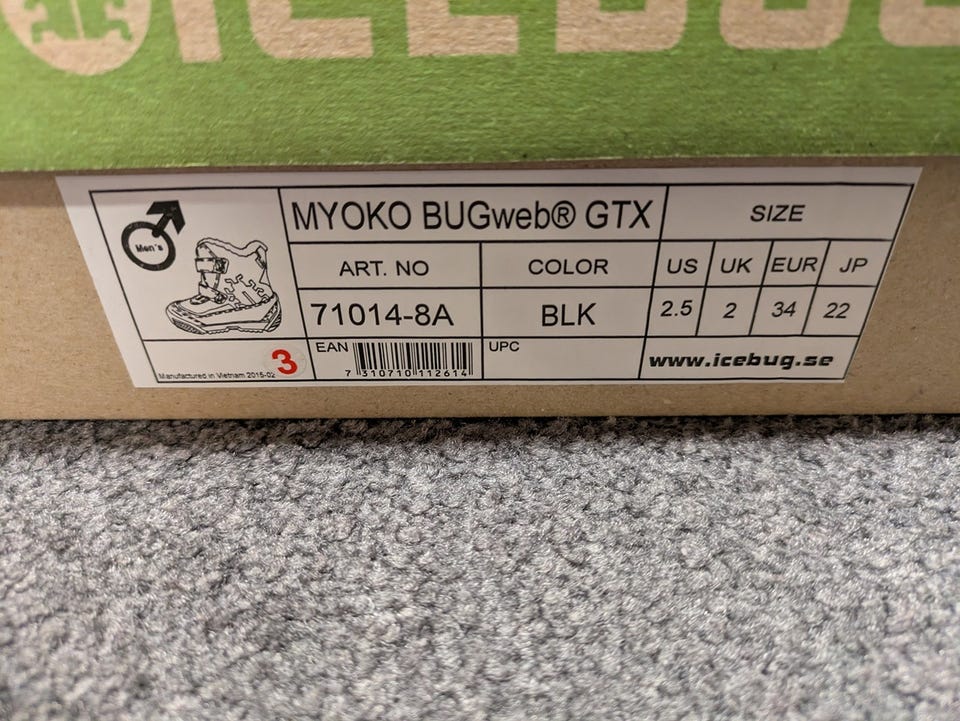 ICEBUG
Men's
MYOKO BUGweb® GTX
SIZE
ART. NO
COLOR
US
UK
EUR
JP
71014-8A
BLK
2.5
2
34
22
Manufactured in Vietnam 2015-02
3
EAN
7 310710 112614
UPC
www.icebug.se